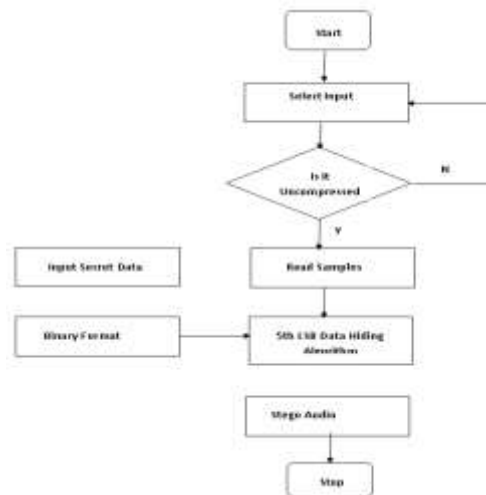 Start
Select Input
Is it
Uncompressed
N
Y
Input Secret Data
Read Samples
Binary Format
5th LSB Data Hiding
Algorithm
Stego Audio
Stop